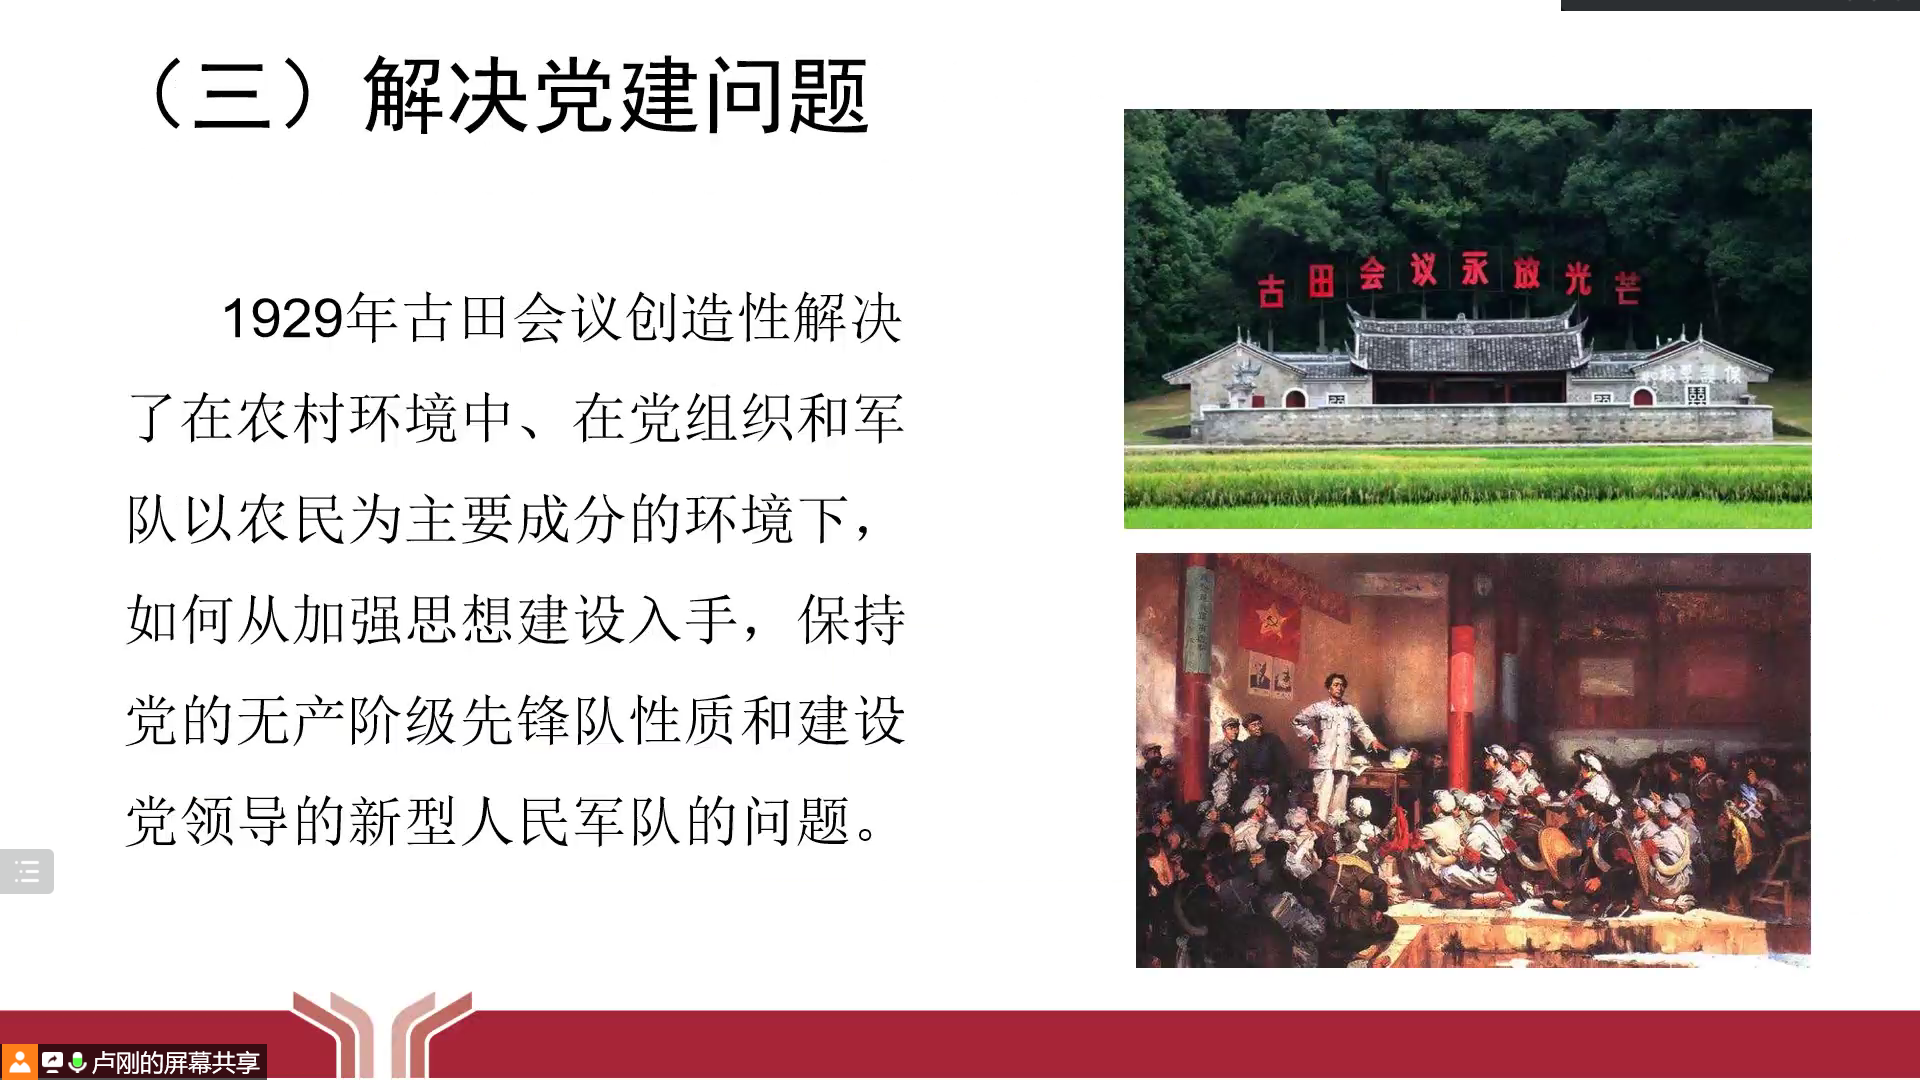 （三）解决党建问题
1929年古田会议创造性解决
了在农村环境中、在党组织和军
队以农民为主要成分的环境下，
如何从加强思想建设入手，保持
党的无产阶级先锋队性质和建设
党领导的新型人民军队的问题。
古田会议永放光芒
卢刚的屏幕共享